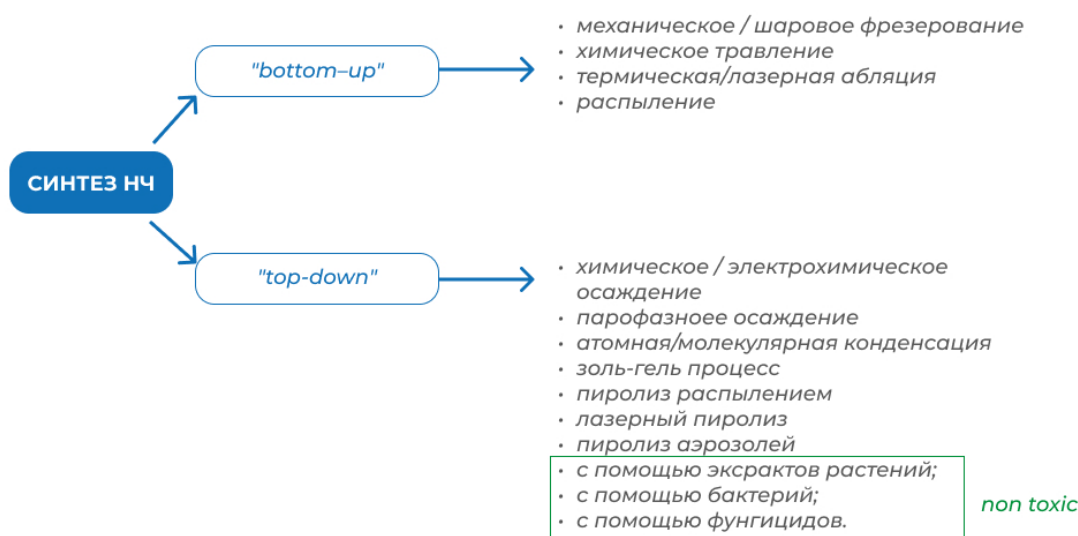 "bottom–up"
• механическое / шаровое фрезерование
• химическое травление
• термическая/лазерная абляция
• распыление
СИНТЕЗ НЧ
"top-down"
• химическое / электрохимическое
осаждение
• парофазноее осаждение
• атомная/молекулярная конденсация
• золь-гель процесс
• пиролиз распылением
• лазерный пиролиз
• пиролиз аэрозолей
• с помощью эксрактов растений;
• с помощью бактерий;
• с помощью фунгицидов.
non toxic